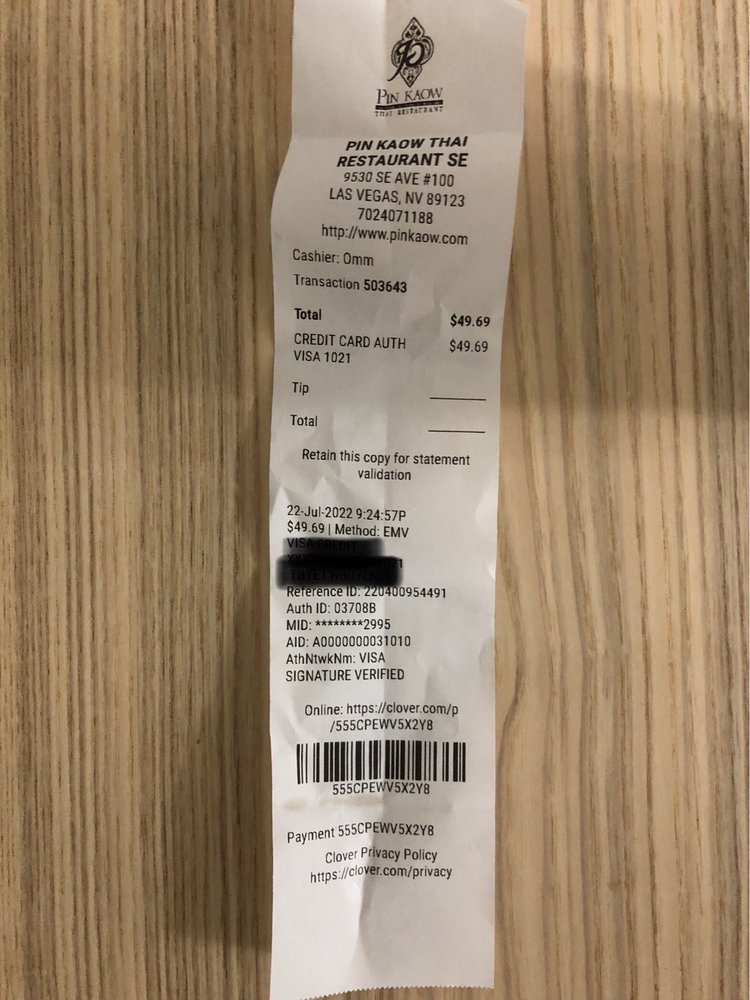 PIN KAOW
THAI RESTAURANT
PIN KAOW THAI
RESTAURANT SE
9530 SE AVE #100
LAS VEGAS, NV 89123
7024071188
http://www.pinkaow.com
Cashier: Omm
Transaction 503643
Total $49.69
CREDIT CARD AUTH $49.69
VISA 1021
Tip
Total
Retain this copy for statement
validation
22-Jul-2022 9:24:57P
$49.69 | Method: EMV
VISA
Reference ID: 220400954491
Auth ID: 03708B
MID: ********2995
AID: A0000000031010
AthNtwkNm: VISA
SIGNATURE VERIFIED
Online: https://clover.com/p
/555CPEWV5X2Y8
555CPEWV5X2Y8
Payment 555CPEWV5X2Y8
Clover Privacy Policy
https://clover.com/privacy